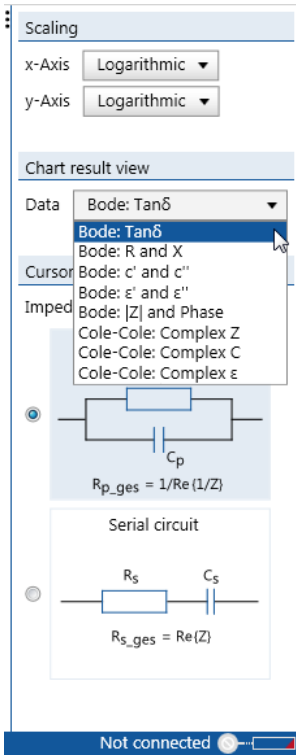 Scaling
x-Axis Logarithmic
y-Axis Logarithmic
Chart result view
Data Bode: Tanδ
Bode: Tanδ
Bode: R and X
Cursor
Bode: c' and c''
Bode: ε' and ε''
Imped
Bode: |Z| and Phase
Cole-Cole: Complex Z
Cole-Cole: Complex C
Cole-Cole: Complex ε
Cp
Rp_ges = 1/Re{1/Z}
Serial circuit
Rs Cs
Rs_ges = Re{Z}
Not connected